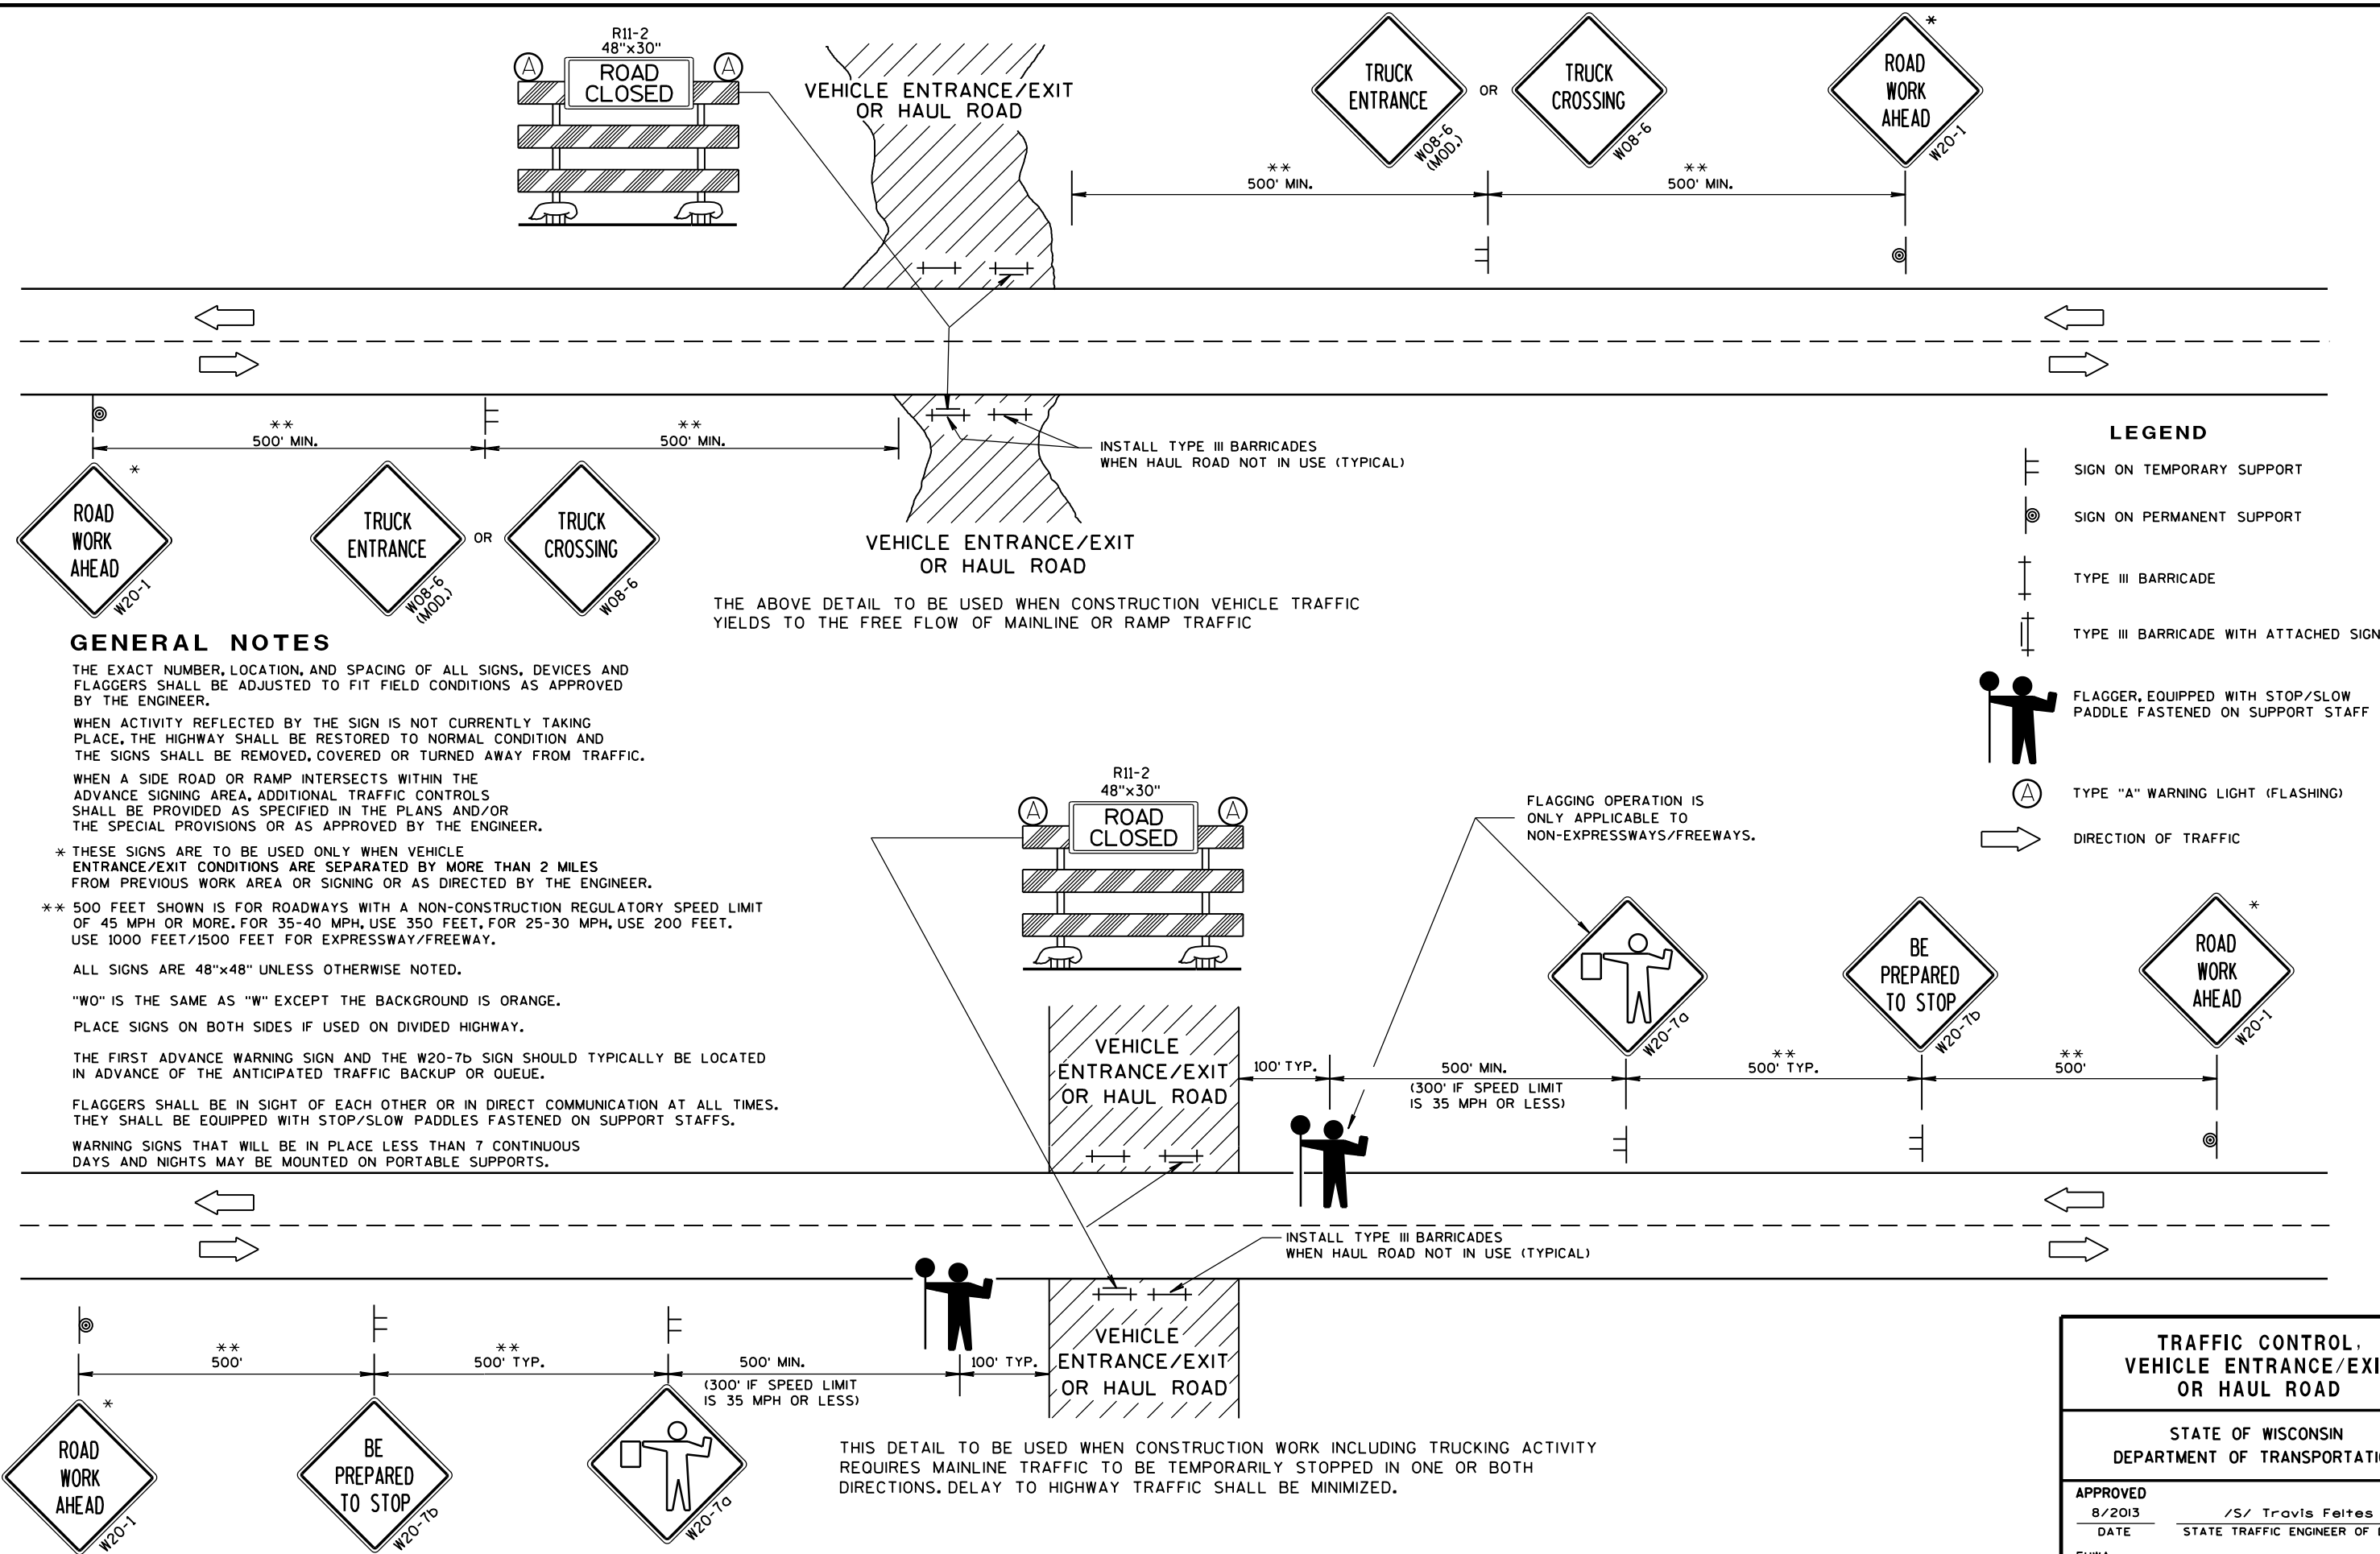 R11-2
48"x30"
A
ROAD
CLOSED
A
VEHICLE ENTRANCE/EXIT
OR HAUL ROAD
TRUCK
ENTRANCE
WO8-6
(MOD.)
OR
TRUCK
CROSSING
WO8-6
*
ROAD
WORK
AHEAD
W20-1
**
500' MIN.
**
500' MIN.
**
500' MIN.
**
500' MIN.
INSTALL TYPE III BARRICADES
WHEN HAUL ROAD NOT IN USE (TYPICAL)
*
ROAD
WORK
AHEAD
W20-1
TRUCK
ENTRANCE
WO8-6
(MOD.)
OR
TRUCK
CROSSING
WO8-6
VEHICLE ENTRANCE/EXIT
OR HAUL ROAD
THE ABOVE DETAIL TO BE USED WHEN CONSTRUCTION VEHICLE TRAFFIC
YIELDS TO THE FREE FLOW OF MAINLINE OR RAMP TRAFFIC
LEGEND
SIGN ON TEMPORARY SUPPORT
SIGN ON PERMANENT SUPPORT
TYPE III BARRICADE
TYPE III BARRICADE WITH ATTACHED SIGN
FLAGGER, EQUIPPED WITH STOP/SLOW
PADDLE FASTENED ON SUPPORT STAFF
A
TYPE "A" WARNING LIGHT (FLASHING)
DIRECTION OF TRAFFIC
GENERAL NOTES
THE EXACT NUMBER, LOCATION, AND SPACING OF ALL SIGNS, DEVICES AND
FLAGGERS SHALL BE ADJUSTED TO FIT FIELD CONDITIONS AS APPROVED
BY THE ENGINEER.
WHEN ACTIVITY REFLECTED BY THE SIGN IS NOT CURRENTLY TAKING
PLACE, THE HIGHWAY SHALL BE RESTORED TO NORMAL CONDITION AND
THE SIGNS SHALL BE REMOVED, COVERED OR TURNED AWAY FROM TRAFFIC.
WHEN A SIDE ROAD OR RAMP INTERSECTS WITHIN THE
ADVANCE SIGNING AREA, ADDITIONAL TRAFFIC CONTROLS
SHALL BE PROVIDED AS SPECIFIED IN THE PLANS AND/OR
THE SPECIAL PROVISIONS OR AS APPROVED BY THE ENGINEER.
* THESE SIGNS ARE TO BE USED ONLY WHEN VEHICLE
ENTRANCE/EXIT CONDITIONS ARE SEPARATED BY MORE THAN 2 MILES
FROM PREVIOUS WORK AREA OR SIGNING OR AS DIRECTED BY THE ENGINEER.
** 500 FEET SHOWN IS FOR ROADWAYS WITH A NON-CONSTRUCTION REGULATORY SPEED LIMIT
OF 45 MPH OR MORE. FOR 35-40 MPH, USE 350 FEET, FOR 25-30 MPH, USE 200 FEET.
USE 1000 FEET/1500 FEET FOR EXPRESSWAY/FREEWAY.
ALL SIGNS ARE 48"x48" UNLESS OTHERWISE NOTED.
"WO" IS THE SAME AS "W" EXCEPT THE BACKGROUND IS ORANGE.
PLACE SIGNS ON BOTH SIDES IF USED ON DIVIDED HIGHWAY.
THE FIRST ADVANCE WARNING SIGN AND THE W20-7b SIGN SHOULD TYPICALLY BE LOCATED
IN ADVANCE OF THE ANTICIPATED TRAFFIC BACKUP OR QUEUE.
FLAGGERS SHALL BE IN SIGHT OF EACH OTHER OR IN DIRECT COMMUNICATION AT ALL TIMES.
THEY SHALL BE EQUIPPED WITH STOP/SLOW PADDLES FASTENED ON SUPPORT STAFFS.
WARNING SIGNS THAT WILL BE IN PLACE LESS THAN 7 CONTINUOUS
DAYS AND NIGHTS MAY BE MOUNTED ON PORTABLE SUPPORTS.
R11-2
48"x30"
A
ROAD
CLOSED
A
FLAGGING OPERATION IS
ONLY APPLICABLE TO
NON-EXPRESSWAYS/FREEWAYS.
W20-7a
BE
PREPARED
TO STOP
W20-7b
*
ROAD
WORK
AHEAD
W20-1
VEHICLE
ENTRANCE/EXIT
OR HAUL ROAD
100' TYP.
500' MIN.
(300' IF SPEED LIMIT
IS 35 MPH OR LESS)
**
500' TYP.
**
500'
INSTALL TYPE III BARRICADES
WHEN HAUL ROAD NOT IN USE (TYPICAL)
**
500'
**
500' TYP.
500' MIN.
(300' IF SPEED LIMIT
IS 35 MPH OR LESS)
100' TYP.
VEHICLE
ENTRANCE/EXIT
OR HAUL ROAD
*
ROAD
WORK
AHEAD
W20-1
BE
PREPARED
TO STOP
W20-7b
W20-7a
THIS DETAIL TO BE USED WHEN CONSTRUCTION WORK INCLUDING TRUCKING ACTIVITY
REQUIRES MAINLINE TRAFFIC TO BE TEMPORARILY STOPPED IN ONE OR BOTH
DIRECTIONS. DELAY TO HIGHWAY TRAFFIC SHALL BE MINIMIZED.
TRAFFIC CONTROL,
VEHICLE ENTRANCE/EXI
OR HAUL ROAD
STATE OF WISCONSIN
DEPARTMENT OF TRANSPORTATI
APPROVED
8/2013
/S/ Travis Feltes
DATE
STATE TRAFFIC ENGINEER OF